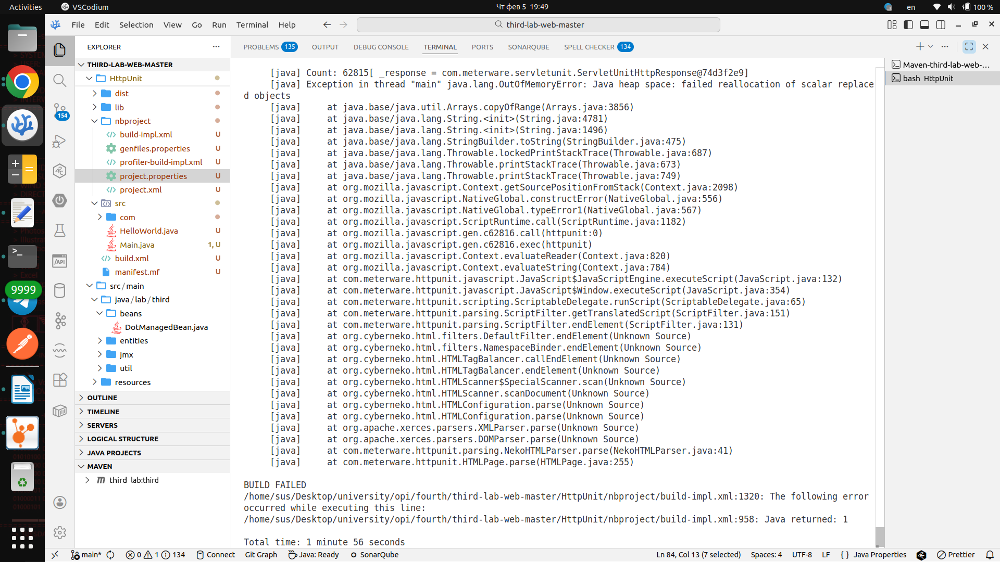 Activities
VSCodium
Чт фев 5 19:49
en
100 %
File Edit Selection View Go Run Terminal Help
third-lab-web-master
EXPLORER
THIRD-LAB-WEB-MASTER
HttpUnit
dist
lib
nbproject
build-impl.xml U
genfiles.properties U
profiler-build-impl.xml U
project.properties U
project.xml U
src
com
HelloWorld.java U
Main.java 1, U
build.xml U
manifest.mf U
src/main
java/lab/third
beans
DotManagedBean.java
entities
jmx
util
resources
OUTLINE
TIMELINE
SERVERS
LOGICAL STRUCTURE
JAVA PROJECTS
MAVEN
third lab:third
154
9999
PROBLEMS 135 OUTPUT DEBUG CONSOLE TERMINAL PORTS SONARQUBE SPELL CHECKER 134
[java] Count: 62815[ _response = com.meterware.servletunit.ServletUnitHttpResponse@74d3f2e9]
[java] Exception in thread "main" java.lang.OutOfMemoryError: Java heap space: failed reallocation of scalar replace
d objects
[java]     at java.base/java.util.Arrays.copyOfRange(Arrays.java:3856)
[java]     at java.base/java.lang.String.<init>(String.java:4781)
[java]     at java.base/java.lang.String.<init>(String.java:1496)
[java]     at java.base/java.lang.StringBuilder.toString(StringBuilder.java:475)
[java]     at java.base/java.lang.Throwable.lockedPrintStackTrace(Throwable.java:687)
[java]     at java.base/java.lang.Throwable.printStackTrace(Throwable.java:673)
[java]     at java.base/java.lang.Throwable.printStackTrace(Throwable.java:749)
[java]     at org.mozilla.javascript.Context.getSourcePositionFromStack(Context.java:2098)
[java]     at org.mozilla.javascript.NativeGlobal.constructError(NativeGlobal.java:556)
[java]     at org.mozilla.javascript.NativeGlobal.typeError1(NativeGlobal.java:567)
[java]     at org.mozilla.javascript.ScriptRuntime.call(ScriptRuntime.java:1182)
[java]     at org.mozilla.javascript.gen.c62816.call(httpunit:0)
[java]     at org.mozilla.javascript.gen.c62816.exec(httpunit)
[java]     at org.mozilla.javascript.Context.evaluateReader(Context.java:820)
[java]     at org.mozilla.javascript.Context.evaluateString(Context.java:784)
[java]     at com.meterware.httpunit.javascript.JavaScript$JavaScriptEngine.executeScript(JavaScript.java:132)
[java]     at com.meterware.httpunit.javascript.JavaScript$Window.executeScript(JavaScript.java:354)
[java]     at com.meterware.httpunit.scripting.ScriptableDelegate.runScript(ScriptableDelegate.java:65)
[java]     at com.meterware.httpunit.parsing.ScriptFilter.getTranslatedScript(ScriptFilter.java:151)
[java]     at com.meterware.httpunit.parsing.ScriptFilter.endElement(ScriptFilter.java:131)
[java]     at org.cyberneko.html.filters.DefaultFilter.endElement(Unknown Source)
[java]     at org.cyberneko.html.filters.NamespaceBinder.endElement(Unknown Source)
[java]     at org.cyberneko.html.HTMLTagBalancer.callEndElement(Unknown Source)
[java]     at org.cyberneko.html.HTMLTagBalancer.endElement(Unknown Source)
[java]     at org.cyberneko.html.HTMLScanner$SpecialScanner.scan(Unknown Source)
[java]     at org.cyberneko.html.HTMLScanner.scanDocument(Unknown Source)
[java]     at org.cyberneko.html.HTMLConfiguration.parse(Unknown Source)
[java]     at org.cyberneko.html.HTMLConfiguration.parse(Unknown Source)
[java]     at org.apache.xerces.parsers.XMLParser.parse(Unknown Source)
[java]     at org.apache.xerces.parsers.DOMParser.parse(Unknown Source)
[java]     at com.meterware.httpunit.parsing.NekoHTMLParser.parse(NekoHTMLParser.java:41)
[java]     at com.meterware.httpunit.HTMLPage.parse(HTMLPage.java:255)
BUILD FAILED
/home/sus/Desktop/university/opi/fourth/third-lab-web-master/HttpUnit/nbproject/build-impl.xml:1320: The following error
occurred while executing this line:
/home/sus/Desktop/university/opi/fourth/third-lab-web-master/HttpUnit/nbproject/build-impl.xml:958: Java returned: 1
Total time: 1 minute 56 seconds
Maven-third-lab-web-...
bash HttpUnit
main* 0 1 134 Connect Git Graph Java: Ready SonarQube
Ln 84, Col 13 (7 selected) Spaces: 4 UTF-8 LF { } Java Properties Prettier